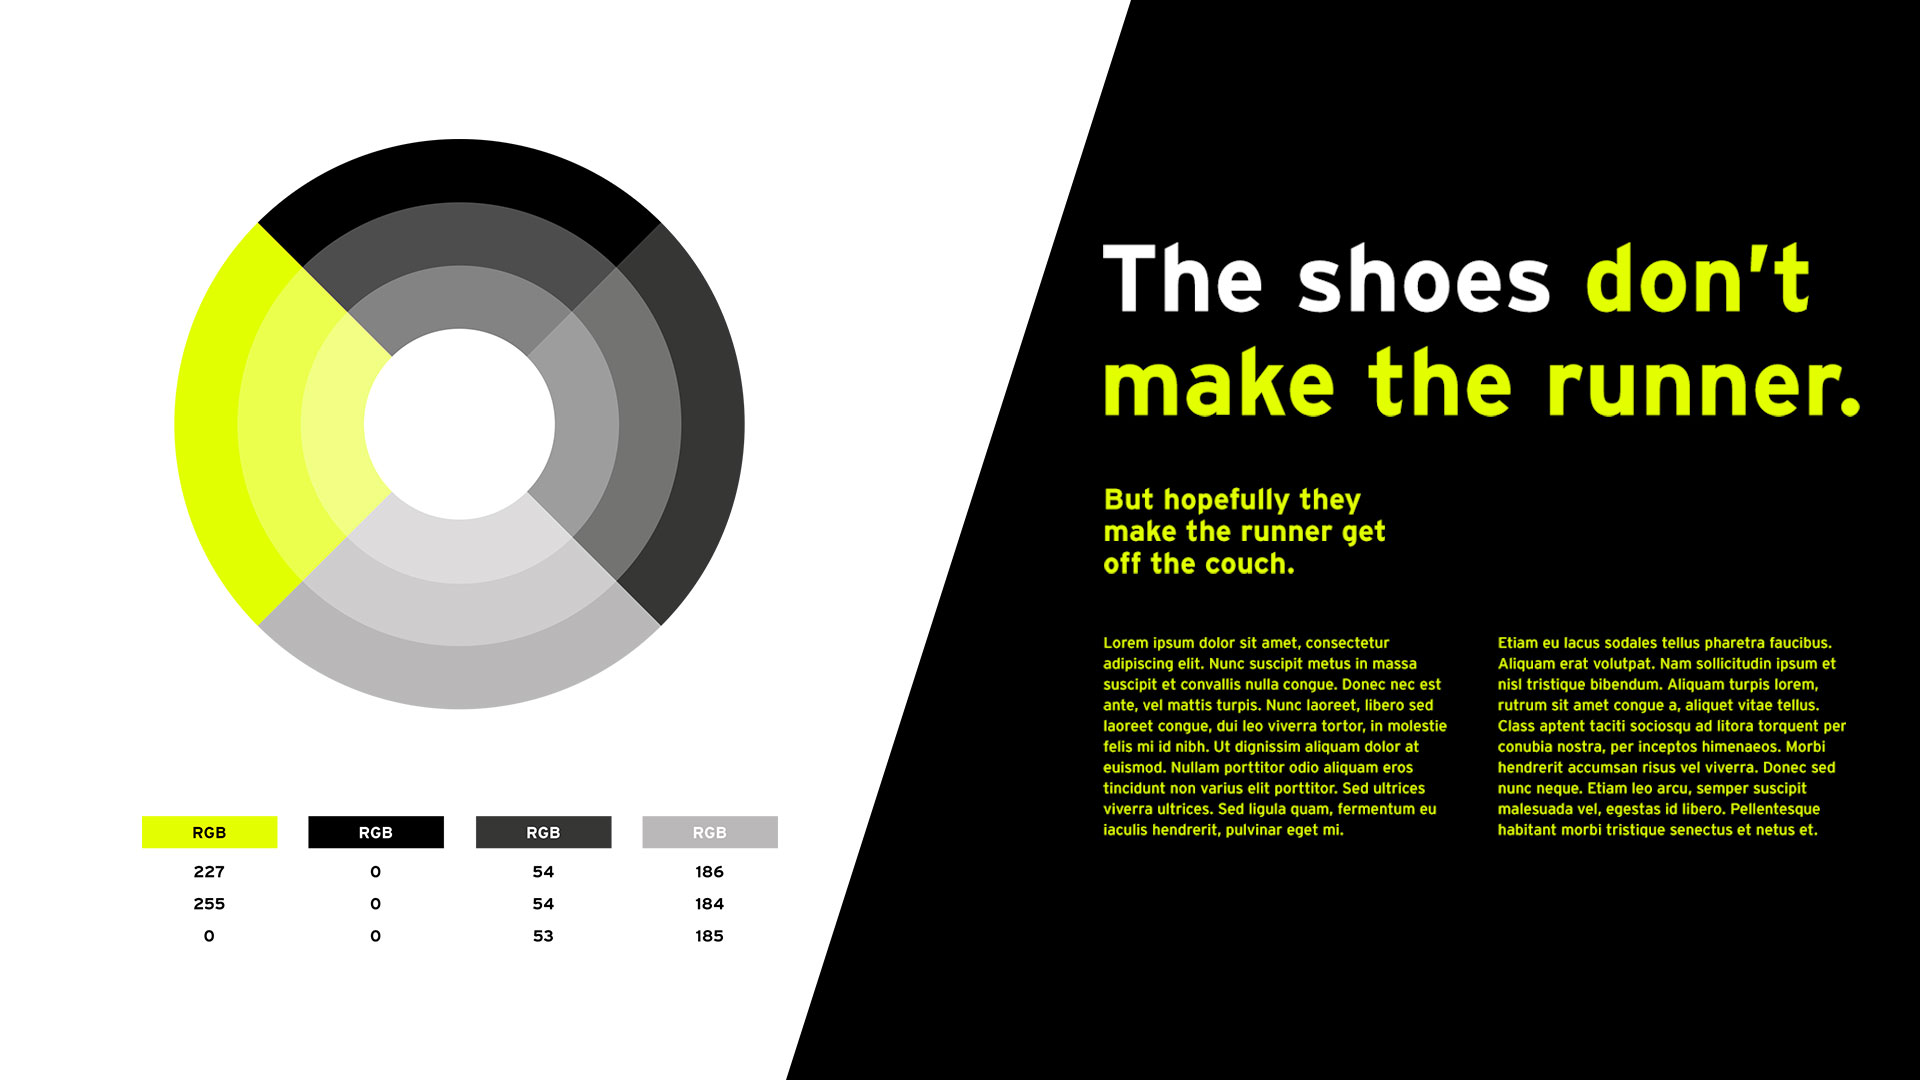 The shoes don't
make the runner.
But hopefully they
make the runner get
off the couch.
Lorem ipsum dolor sit amet, consectetur
adipiscing elit. Nunc suscipit metus in massa
suscipit et convallis nulla congue. Donec nec est
ante, vel mattis turpis. Nunc laoreet, libero sed
laoreet congue, dui leo viverra tortor, in molestie
felis mi id nibh. Ut dignissim aliquam dolor at
euismod. Nullam porttitor odio aliquam eros
tincidunt non varius elit porttitor. Sed ultrices
viverra ultrices. Sed ligula quam, fermentum eu
iaculis hendrerit, pulvinar eget mi.
Etiam eu lacus sodales tellus pharetra faucibus.
Aliquam erat volutpat. Nam sollicitudin ipsum et
nisl tristique bibendum. Aliquam turpis lorem,
rutrum sit amet congue a, aliquet vitae tellus.
Class aptent taciti sociosqu ad litora torquent per
conubia nostra, per inceptos himenaeos. Morbi
hendrerit accumsan risus vel viverra. Donec sed
nunc neque. Etiam leo arcu, semper suscipit
malesuada vel, egestas id libero. Pellentesque
habitant morbi tristique senectus et netus et.
RGB RGB RGB RGB
227 0 54 186
255 0 54 184
0 0 53 185